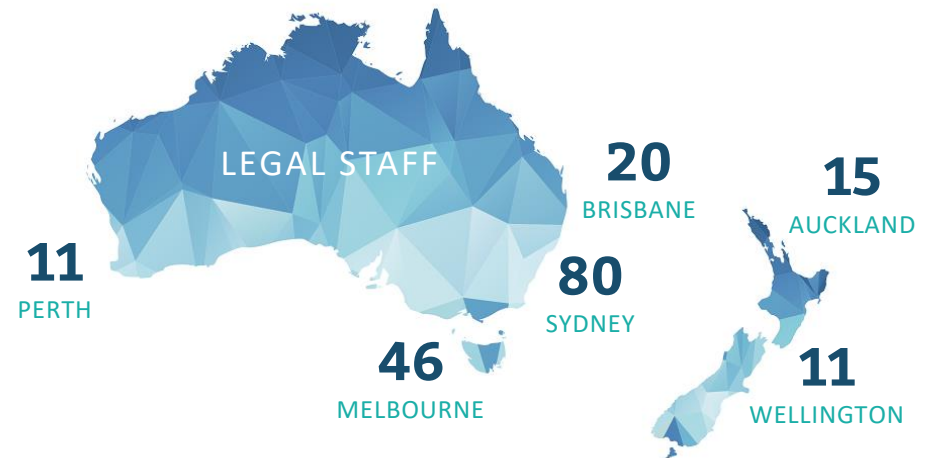 LEGAL STAFF
20
BRISBANE
15
AUCKLAND
11
PERTH
80
SYDNEY
46
MELBOURNE
11
WELLINGTON